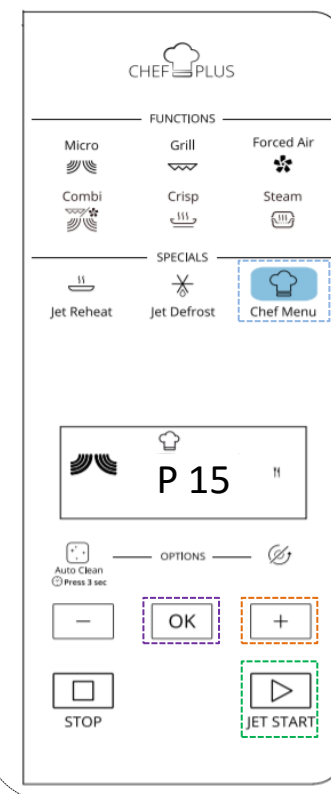 CHEF PLUS
FUNCTIONS
Micro Grill Forced Air
Combi Crisp Steam
SPECIALS
Jet Reheat Jet Defrost Chef Menu
P 15
OPTIONS
Auto Clean
Press 3 sec
− OK +
STOP JET START